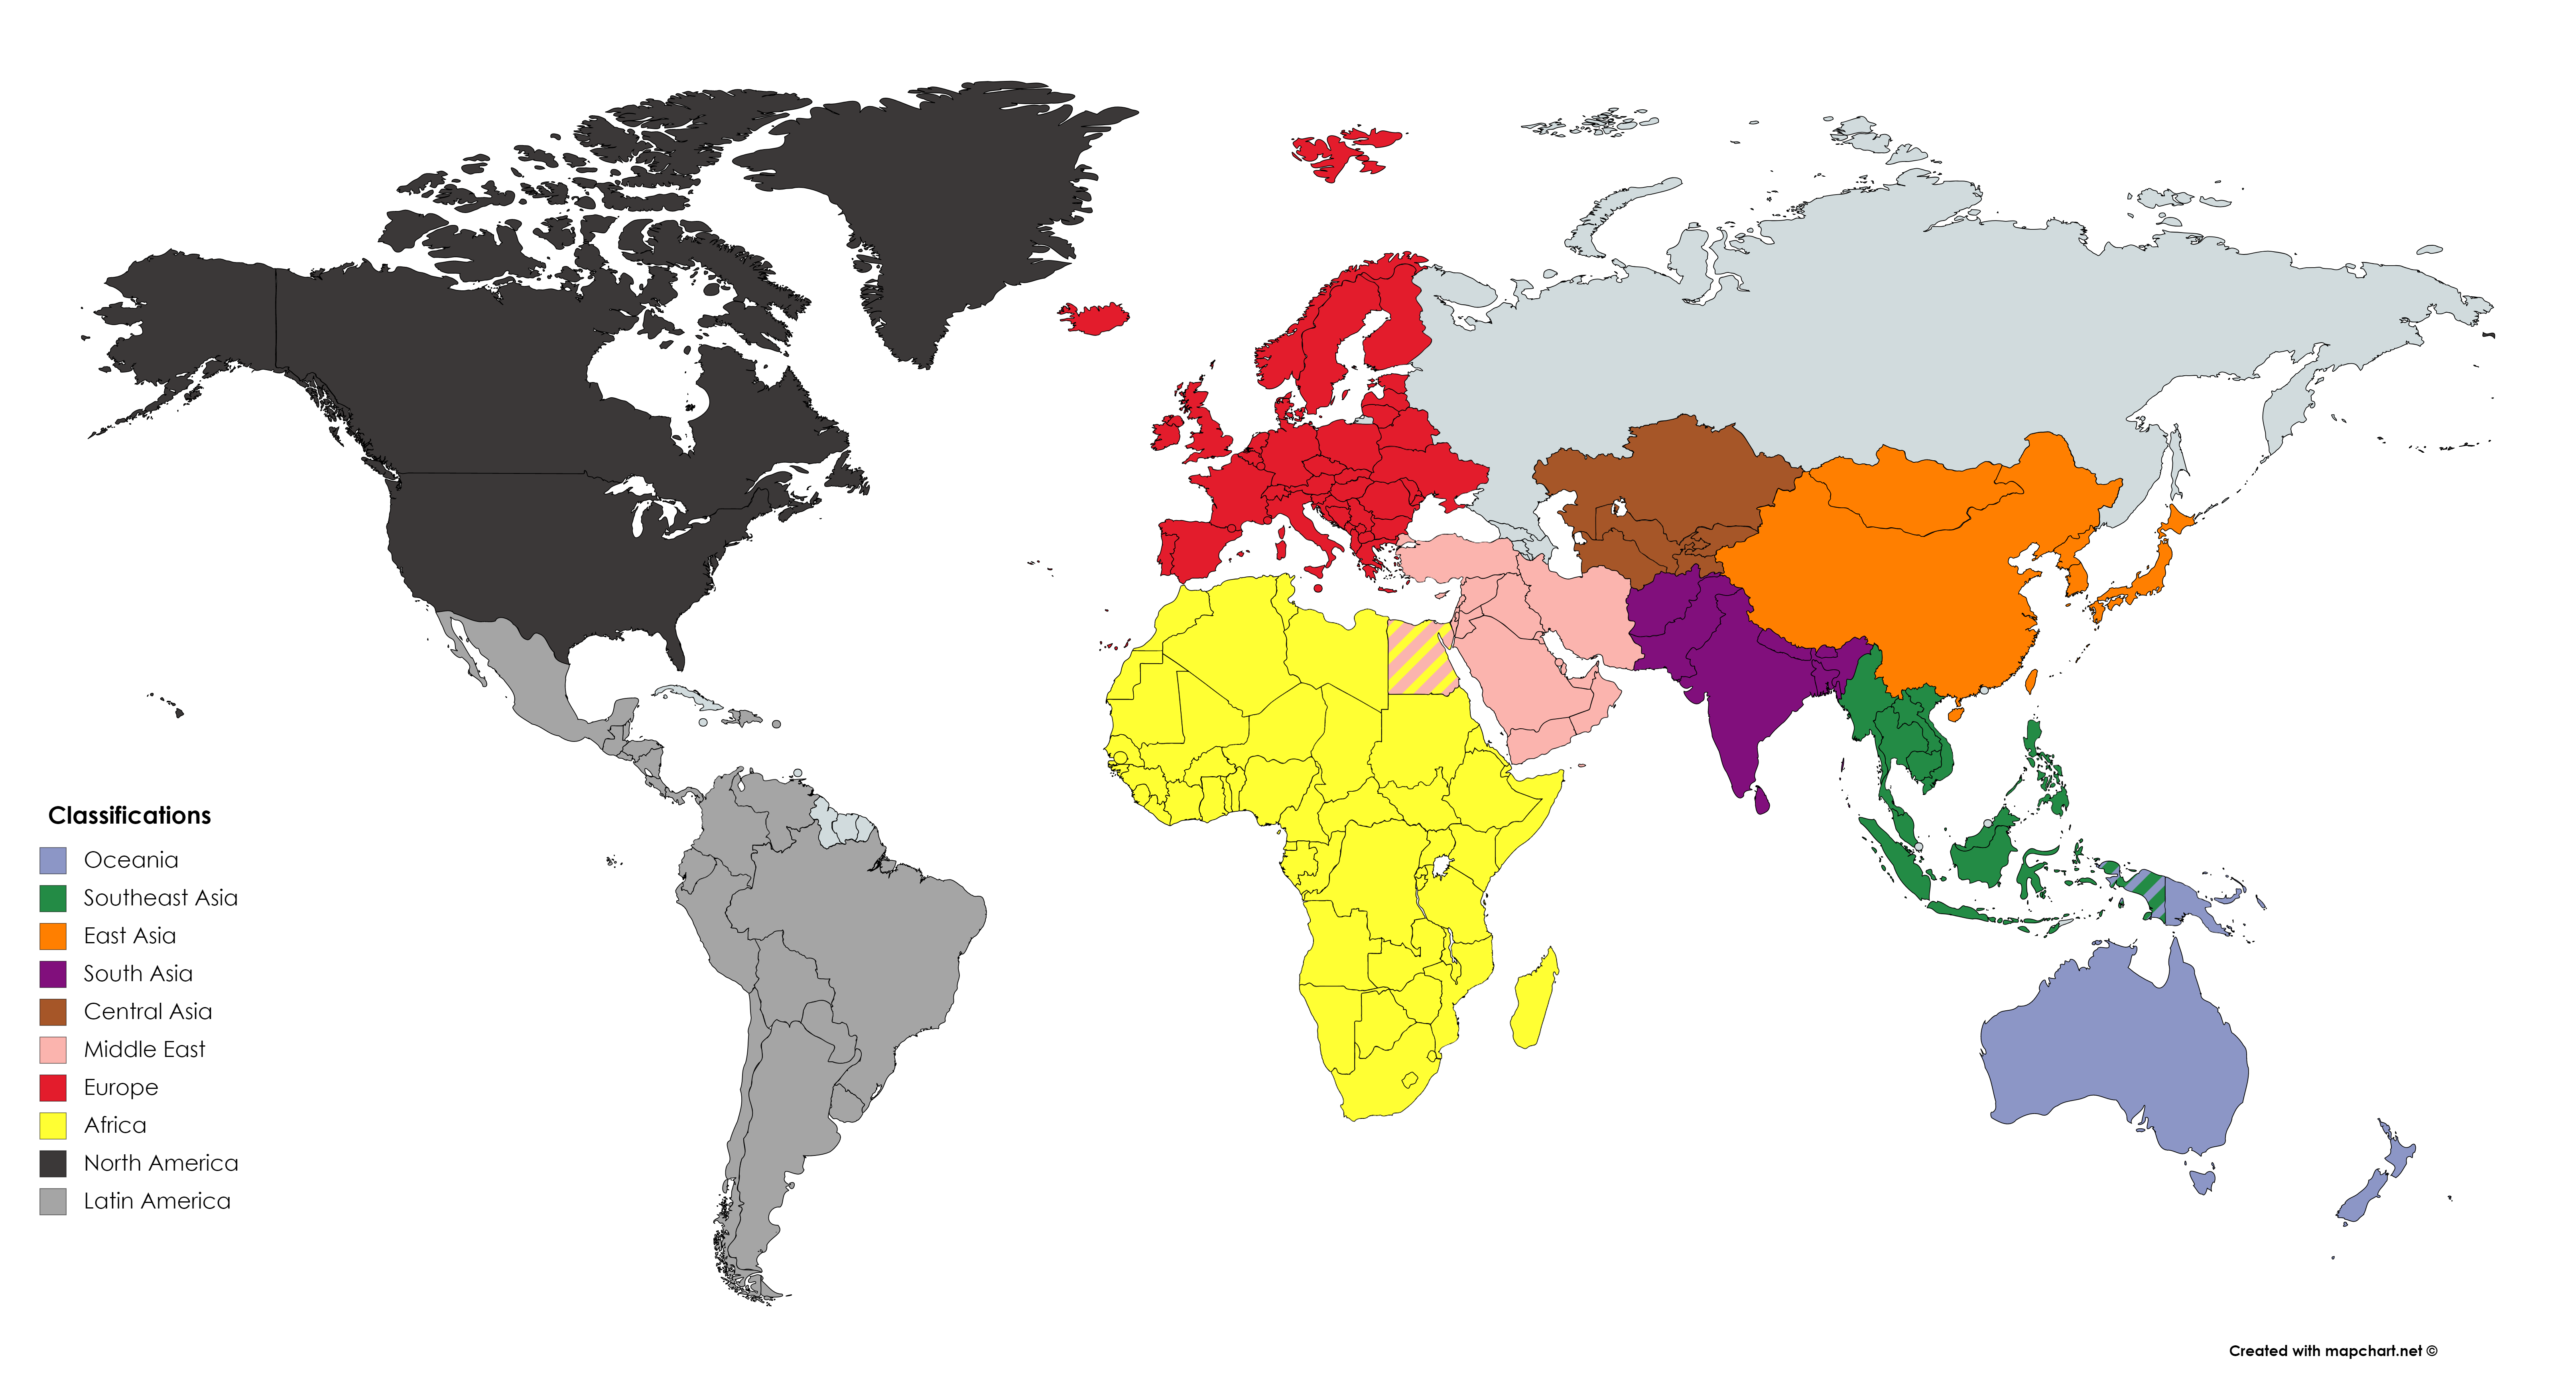 Classifications
Oceania
Southeast Asia
East Asia
South Asia
Central Asia
Middle East
Europe
Africa
North America
Latin America
Created with mapchart.net ©